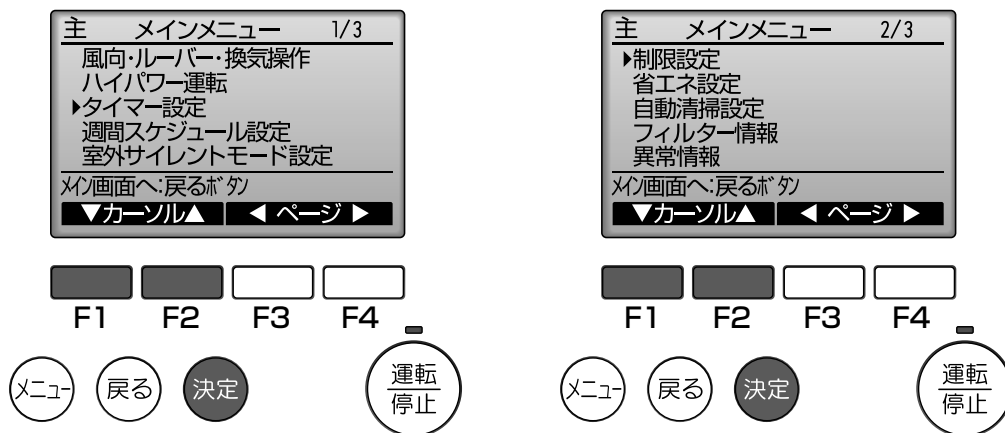 主 メインメニュー 1/3
風向・ルーバー・換気操作
ハイパワー運転
▶タイマー設定
週間スケジュール設定
室外サイレントモード設定
メイン画面へ:戻るボタン
▼カーソル▲ ◀ ページ ▶
F1 F2 F3 F4
メニュー 戻る 決定 運転
停止
主 メインメニュー 2/3
▶制限設定
省エネ設定
自動清掃設定
フィルター情報
異常情報
メイン画面へ:戻るボタン
▼カーソル▲ ◀ ページ ▶
F1 F2 F3 F4
メニュー 戻る 決定 運転
停止